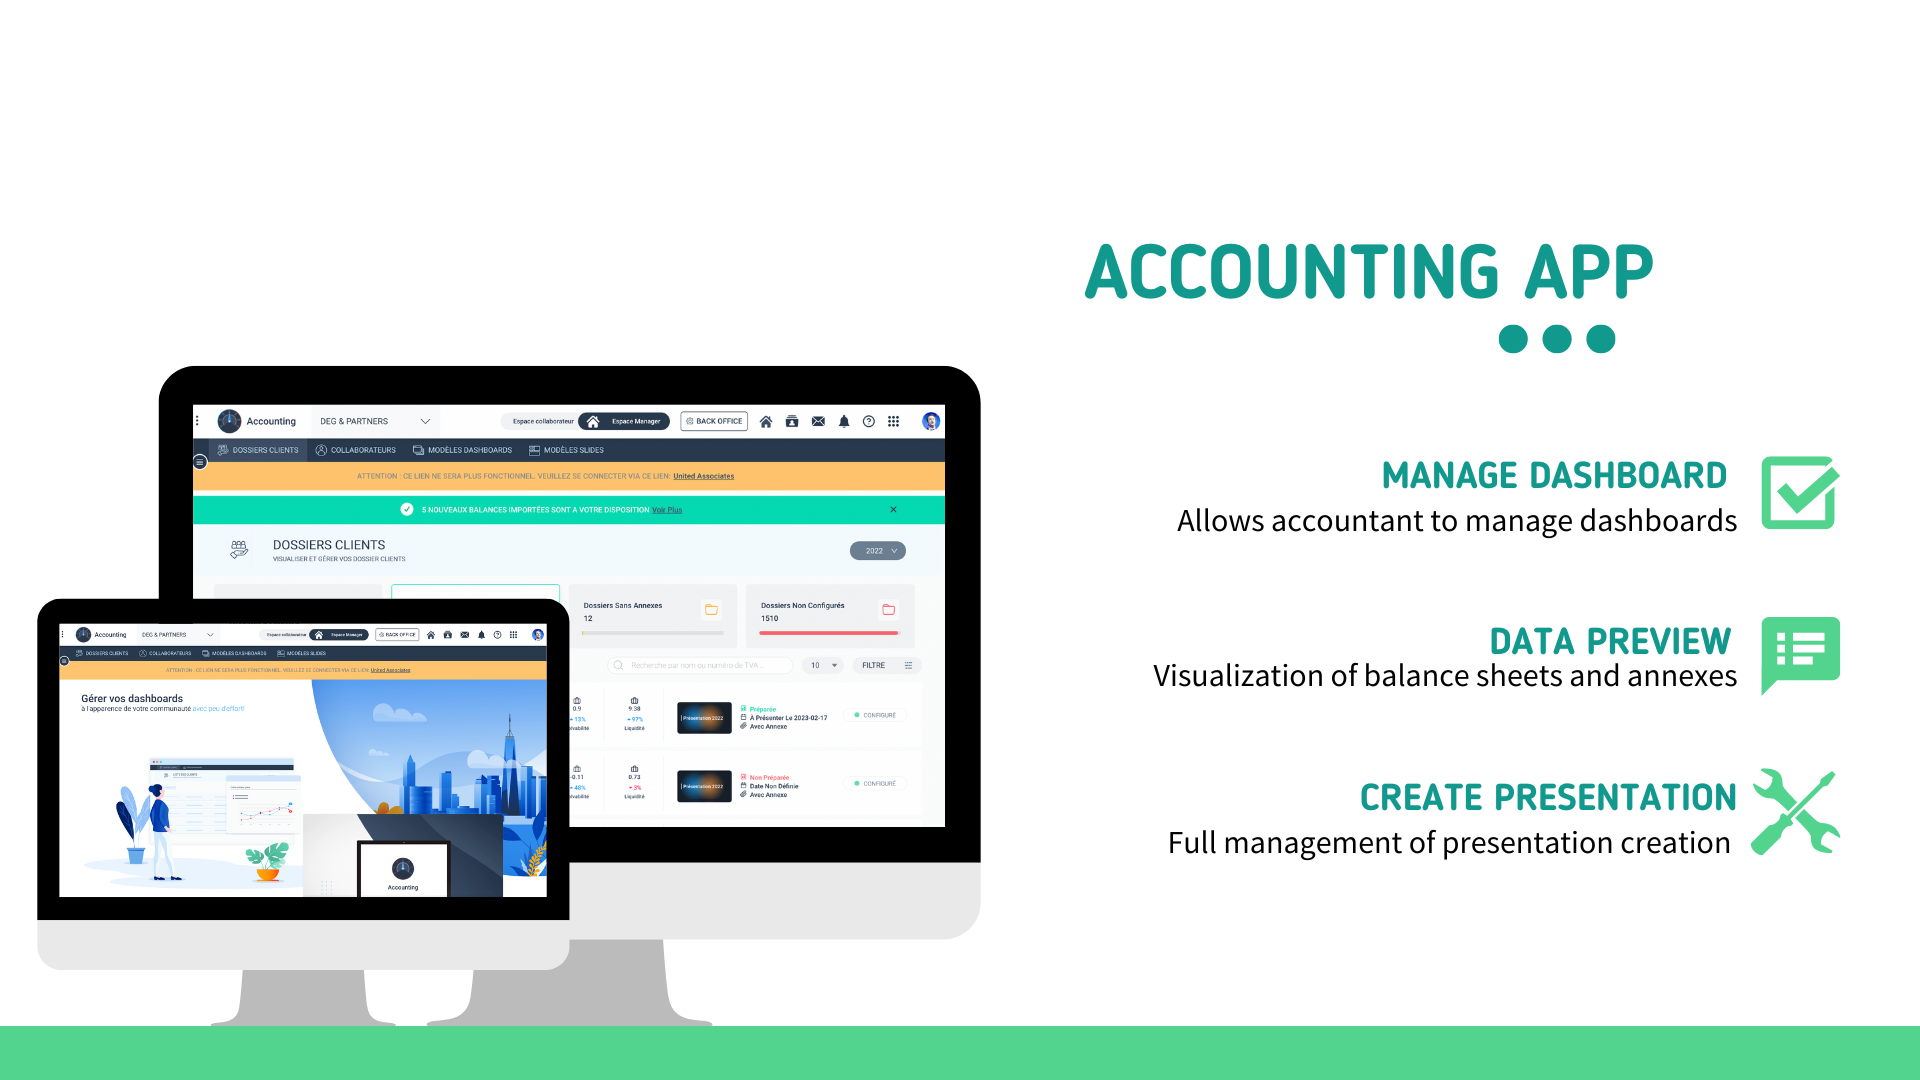 ACCOUNTING APP
Accounting
DEG & PARTNERS
Espace collaborateur
Espace Manager
BACK OFFICE
DOSSIERS CLIENTS
COLLABORATEURS
MODÈLES DASHBOARDS
MODÈLES SLIDES
ATTENTION : CE LIEN NE SERA PLUS FONCTIONNEL. VEUILLEZ SE CONNECTER VIA CE LIEN: United Associates
5 NOUVEAUX BALANCES IMPORTÉES SONT A VOTRE DISPOSITION Voir Plus
DOSSIERS CLIENTS
VISUALISER ET GÉRER VOS DOSSIER CLIENTS
2022
Dossiers Sans Annexes
12
Dossiers Non Configurés
1510
Recherche par nom ou numéro de TVA ...
10
FILTRE
0.9
13%
9.38
97%
Liquidité
Présentation 2022
Préparée
À Présenter Le 2023-02-17
Avec Annexe
CONFIGURÉ
-0.11
48%
0.73
3%
Liquidité
Présentation 2022
Non Préparée
Date Non Définie
Avec Annexe
CONFIGURÉ
Accounting
DEG & PARTNERS
Espace collaborateur
Espace Manager
BACK OFFICE
DOSSIERS CLIENTS
COLLABORATEURS
MODÈLES DASHBOARDS
MODÈLES SLIDES
ATTENTION : CE LIEN NE SERA PLUS FONCTIONNEL. VEUILLEZ SE CONNECTER VIA CE LIEN: United Associates
Gérer vos dashboards
à l'apparence de votre communauté avec peu d'effort!
Accounting
MANAGE DASHBOARD
Allows accountant to manage dashboards
DATA PREVIEW
Visualization of balance sheets and annexes
CREATE PRESENTATION
Full management of presentation creation